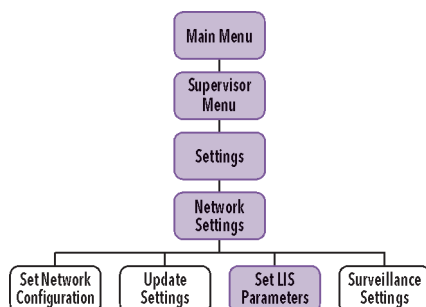 Main Menu
Supervisor
Menu
Settings
Network
Settings
Set Network
Configuration
Update
Settings
Set LIS
Parameters
Surveillance
Settings